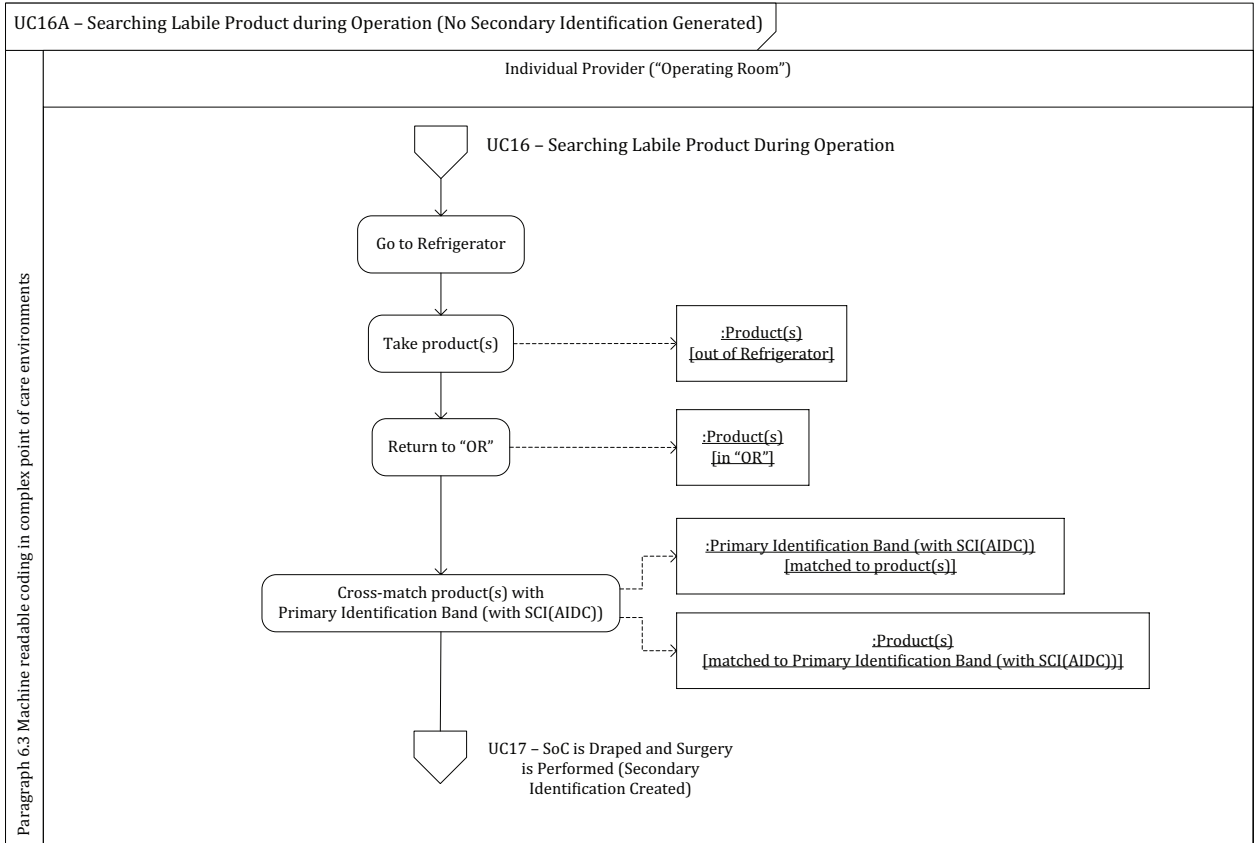 UC16A – Searching Labile Product during Operation (No Secondary Identification Generated)
Individual Provider (“Operating Room”)
Paragraph 6.3 Machine readable coding in complex point of care environments
UC16 – Searching Labile Product During Operation
Go to Refrigerator
Take product(s)
:Product(s)
[out of Refrigerator]
Return to “OR”
:Product(s)
[in “OR”]
:Primary Identification Band (with SCI(AIDC))
[matched to product(s)]
Cross-match product(s) with
Primary Identification Band (with SCI(AIDC))
:Product(s)
[matched to Primary Identification Band (with SCI(AIDC))]
UC17 – SoC is Draped and Surgery
is Performed (Secondary
Identification Created)